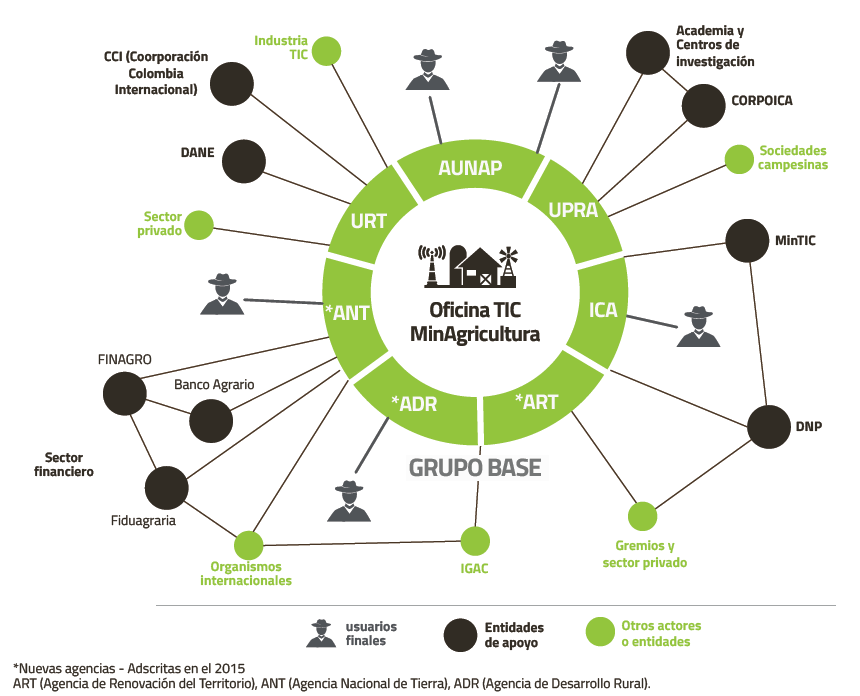 Industria
TIC
CCI (Coorporación
Colombia
Internacional)
Academia y
Centros de
investigación
CORPOICA
DANE
Sociedades
campesinas
Sector
privado
MinTIC
AUNAP
URT
UPRA
*ANT
ICA
*ADR
*ART
Oficina TIC
MinAgricultura
GRUPO BASE
FINAGRO
Banco Agrario
Sector
financiero
Fiduagraria
DNP
Organismos
internacionales
IGAC
Gremios y
sector privado
usuarios
finales
Entidades
de apoyo
Otros actores
o entidades
*Nuevas agencias - Adscritas en el 2015
ART (Agencia de Renovación del Territorio), ANT (Agencia Nacional de Tierra), ADR (Agencia de Desarrollo Rural).